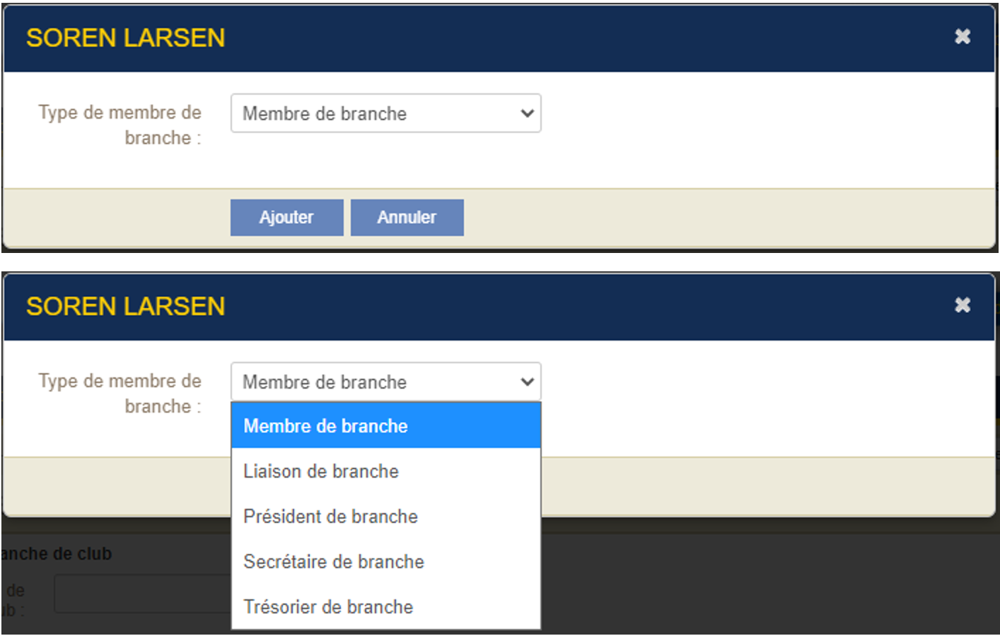 SOREN LARSEN
Type de membre de
branche :
Membre de branche
Ajouter
Annuler
SOREN LARSEN
Type de membre de
branche :
Membre de branche
Membre de branche
Liaison de branche
Président de branche
Secrétaire de branche
Trésorier de branche
anche de club
de
ub :